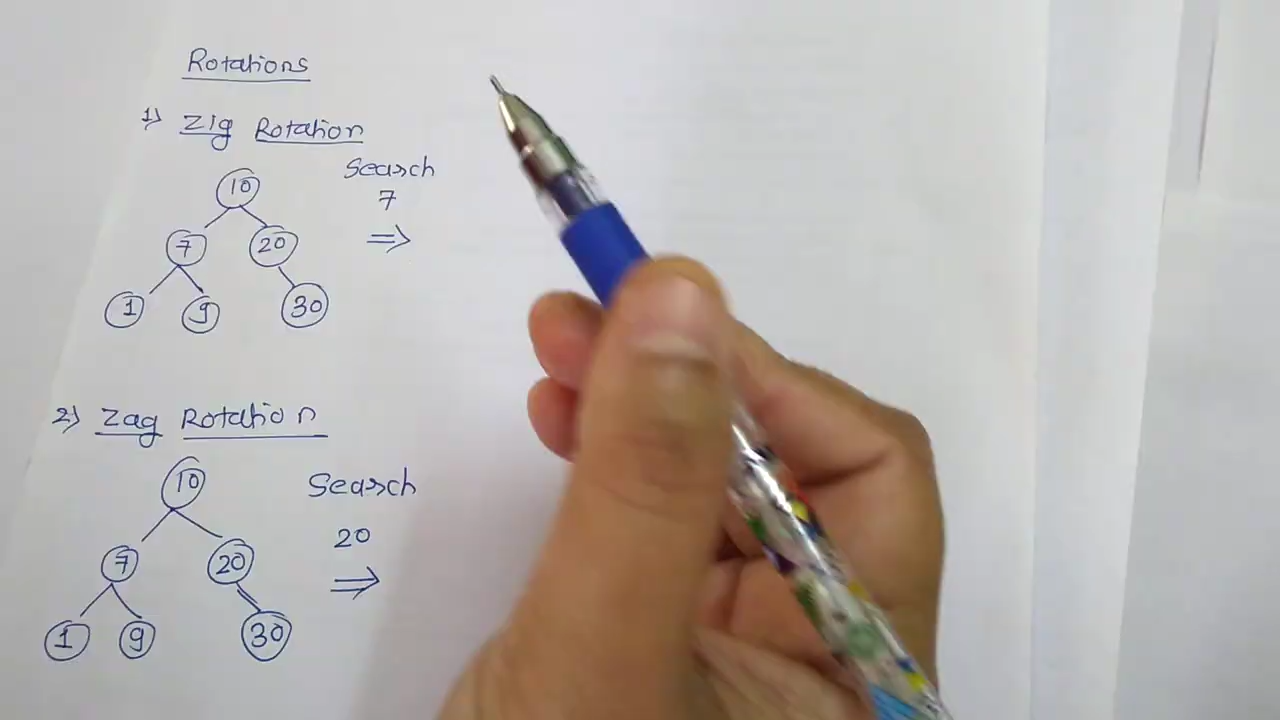 Rotations
1) Zig Rotation
Search
7
⇒
10
7 20
1 9 30
2) Zag Rotation
Search
20
⇒
10
7 20
1 9 30